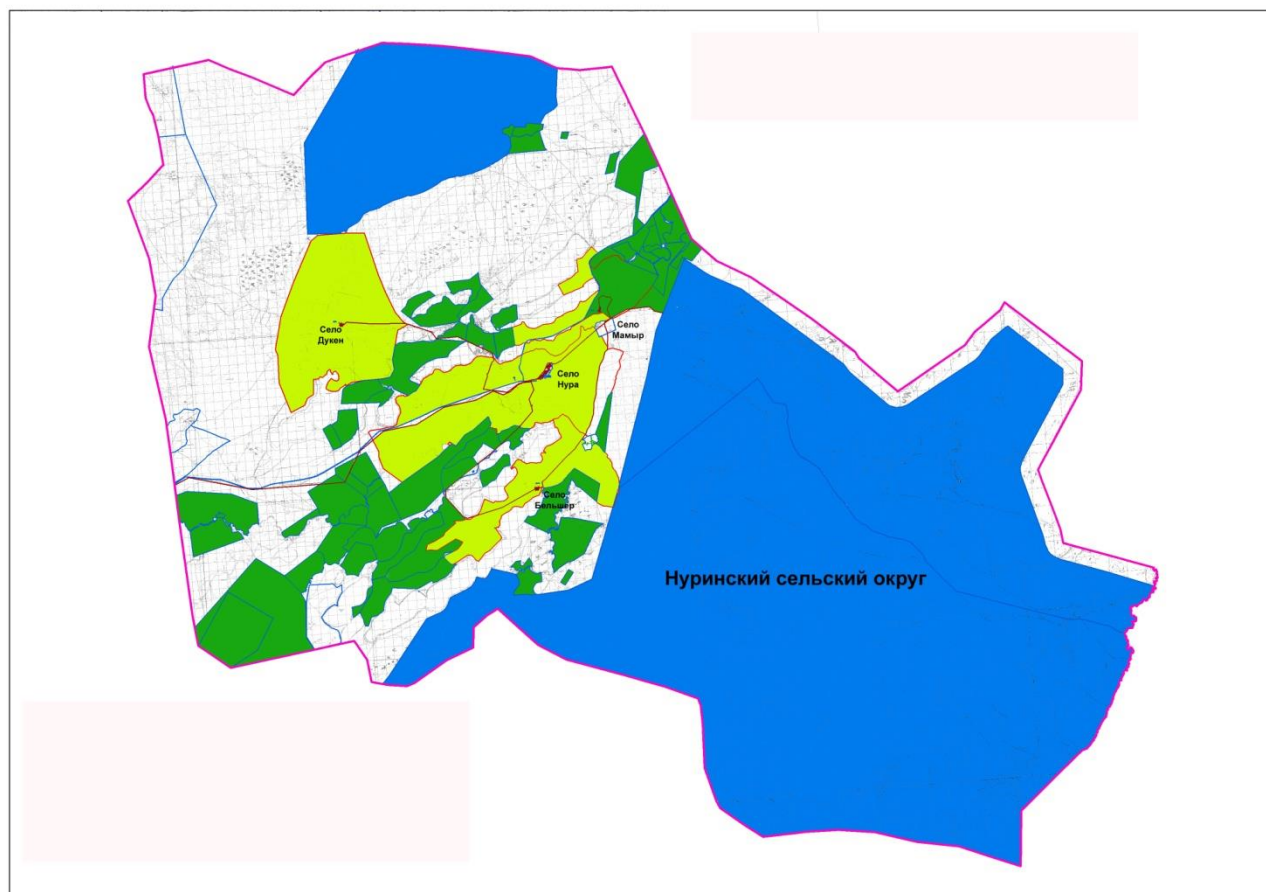 Село
Дукен
Село
Мамыр
Село
Нура
Село
Бельшер
Нуринский сельский округ